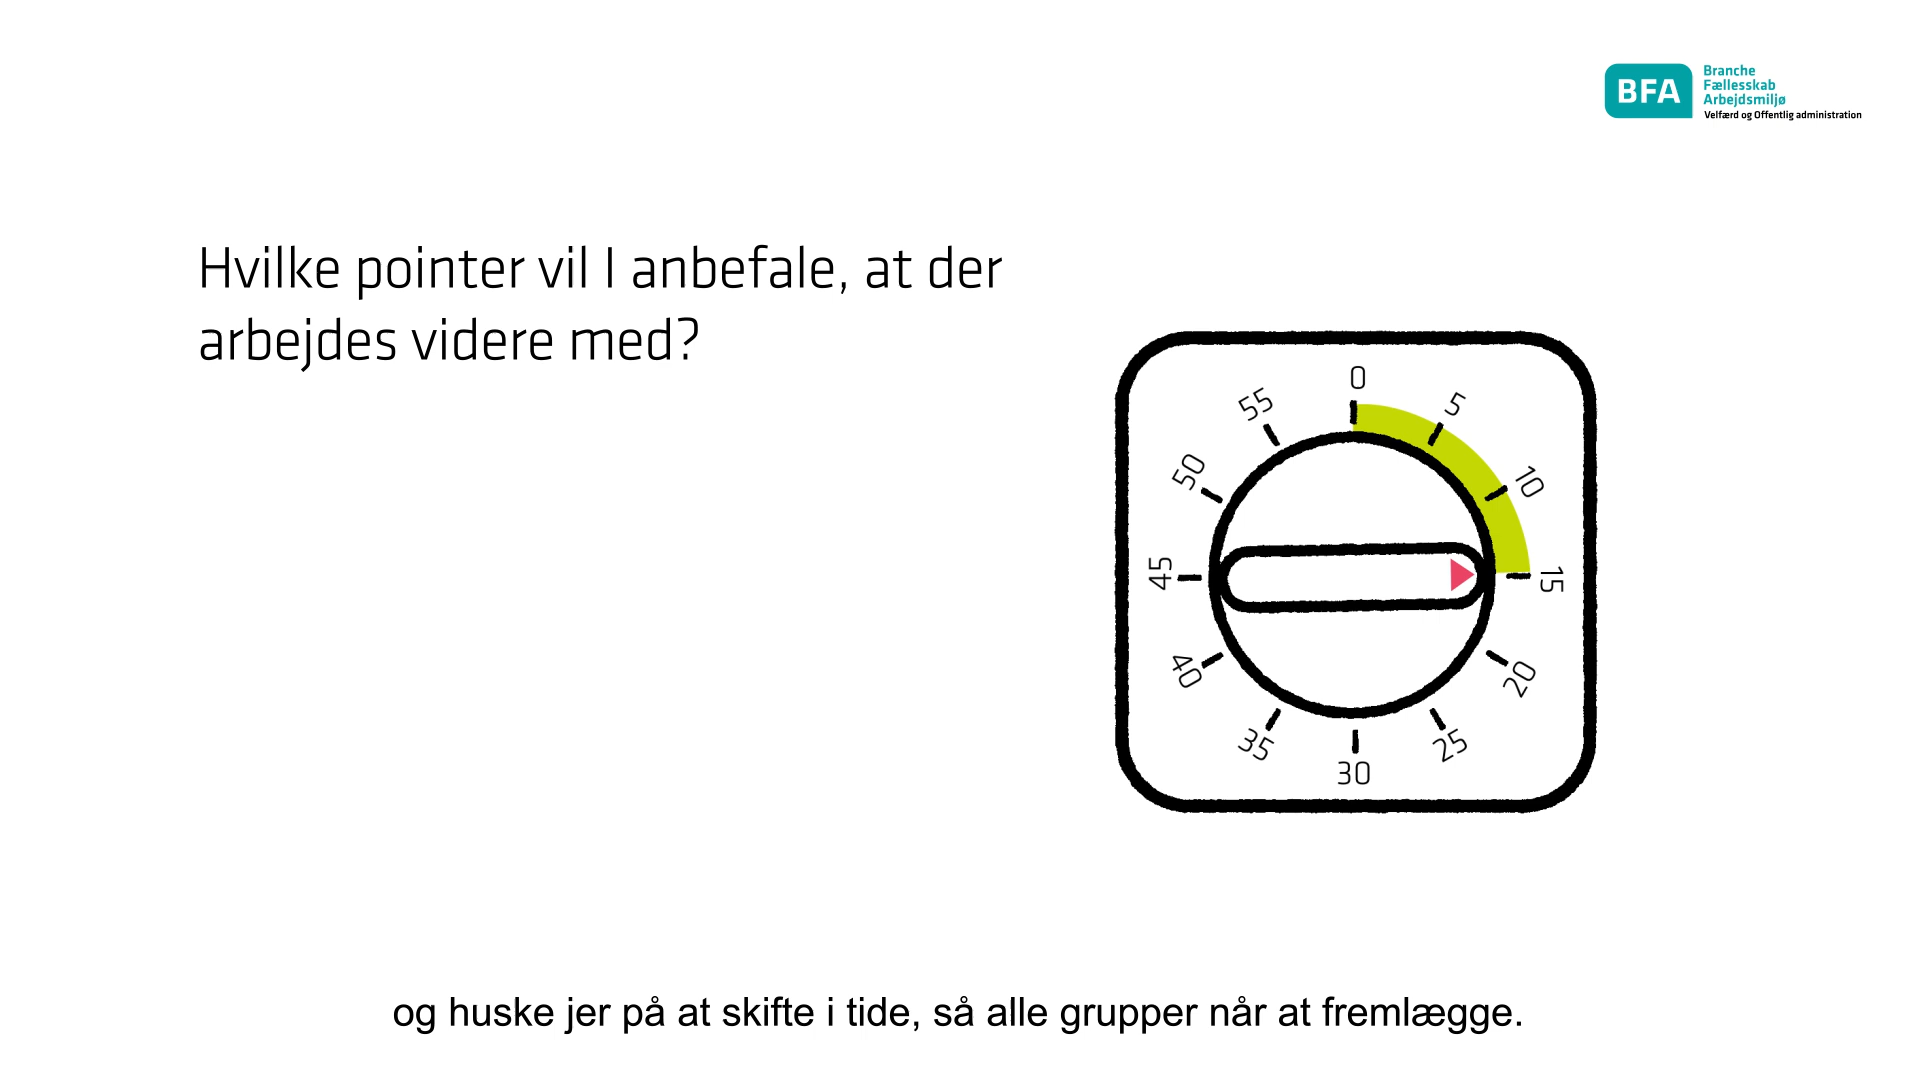 BFA
Branche
Fællesskab
Arbejdsmiljø
Velfærd og Offentlig administration
Hvilke pointer vil I anbefale, at der
arbejdes videre med?
0
5
10
15
20
25
30
35
40
45
50
55
og huske jer på at skifte i tide, så alle grupper når at fremlægge.